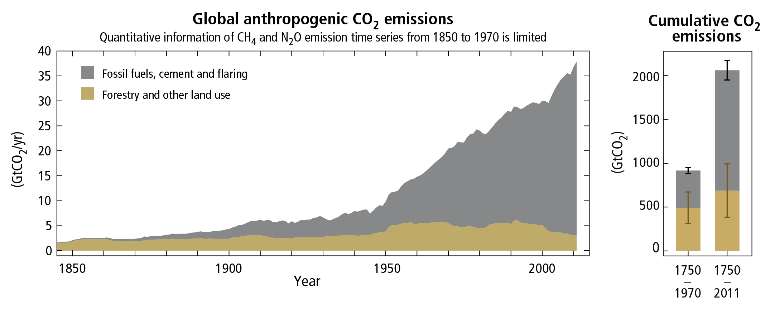 Global anthropogenic CO2 emissions
Quantitative information of CH4 and N2O emission time series from 1850 to 1970 is limited
40
35
30
25
20
15
10
5
0
(GtCO2/yr)
Fossil fuels, cement and flaring
Forestry and other land use
1850
1900
1950
2000
Year
Cumulative CO2
emissions
2000
1500
1000
500
0
(GtCO2)
1750 1750
– –
1970 2011